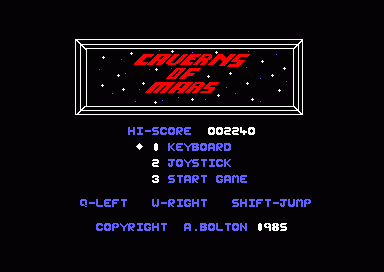 CAVERNS
OF
MARS
HI-SCORE 002240
1 KEYBOARD
2 JOYSTICK
3 START GAME
Q-LEFT W-RIGHT SHIFT-JUMP
COPYRIGHT A.BOLTON 1985